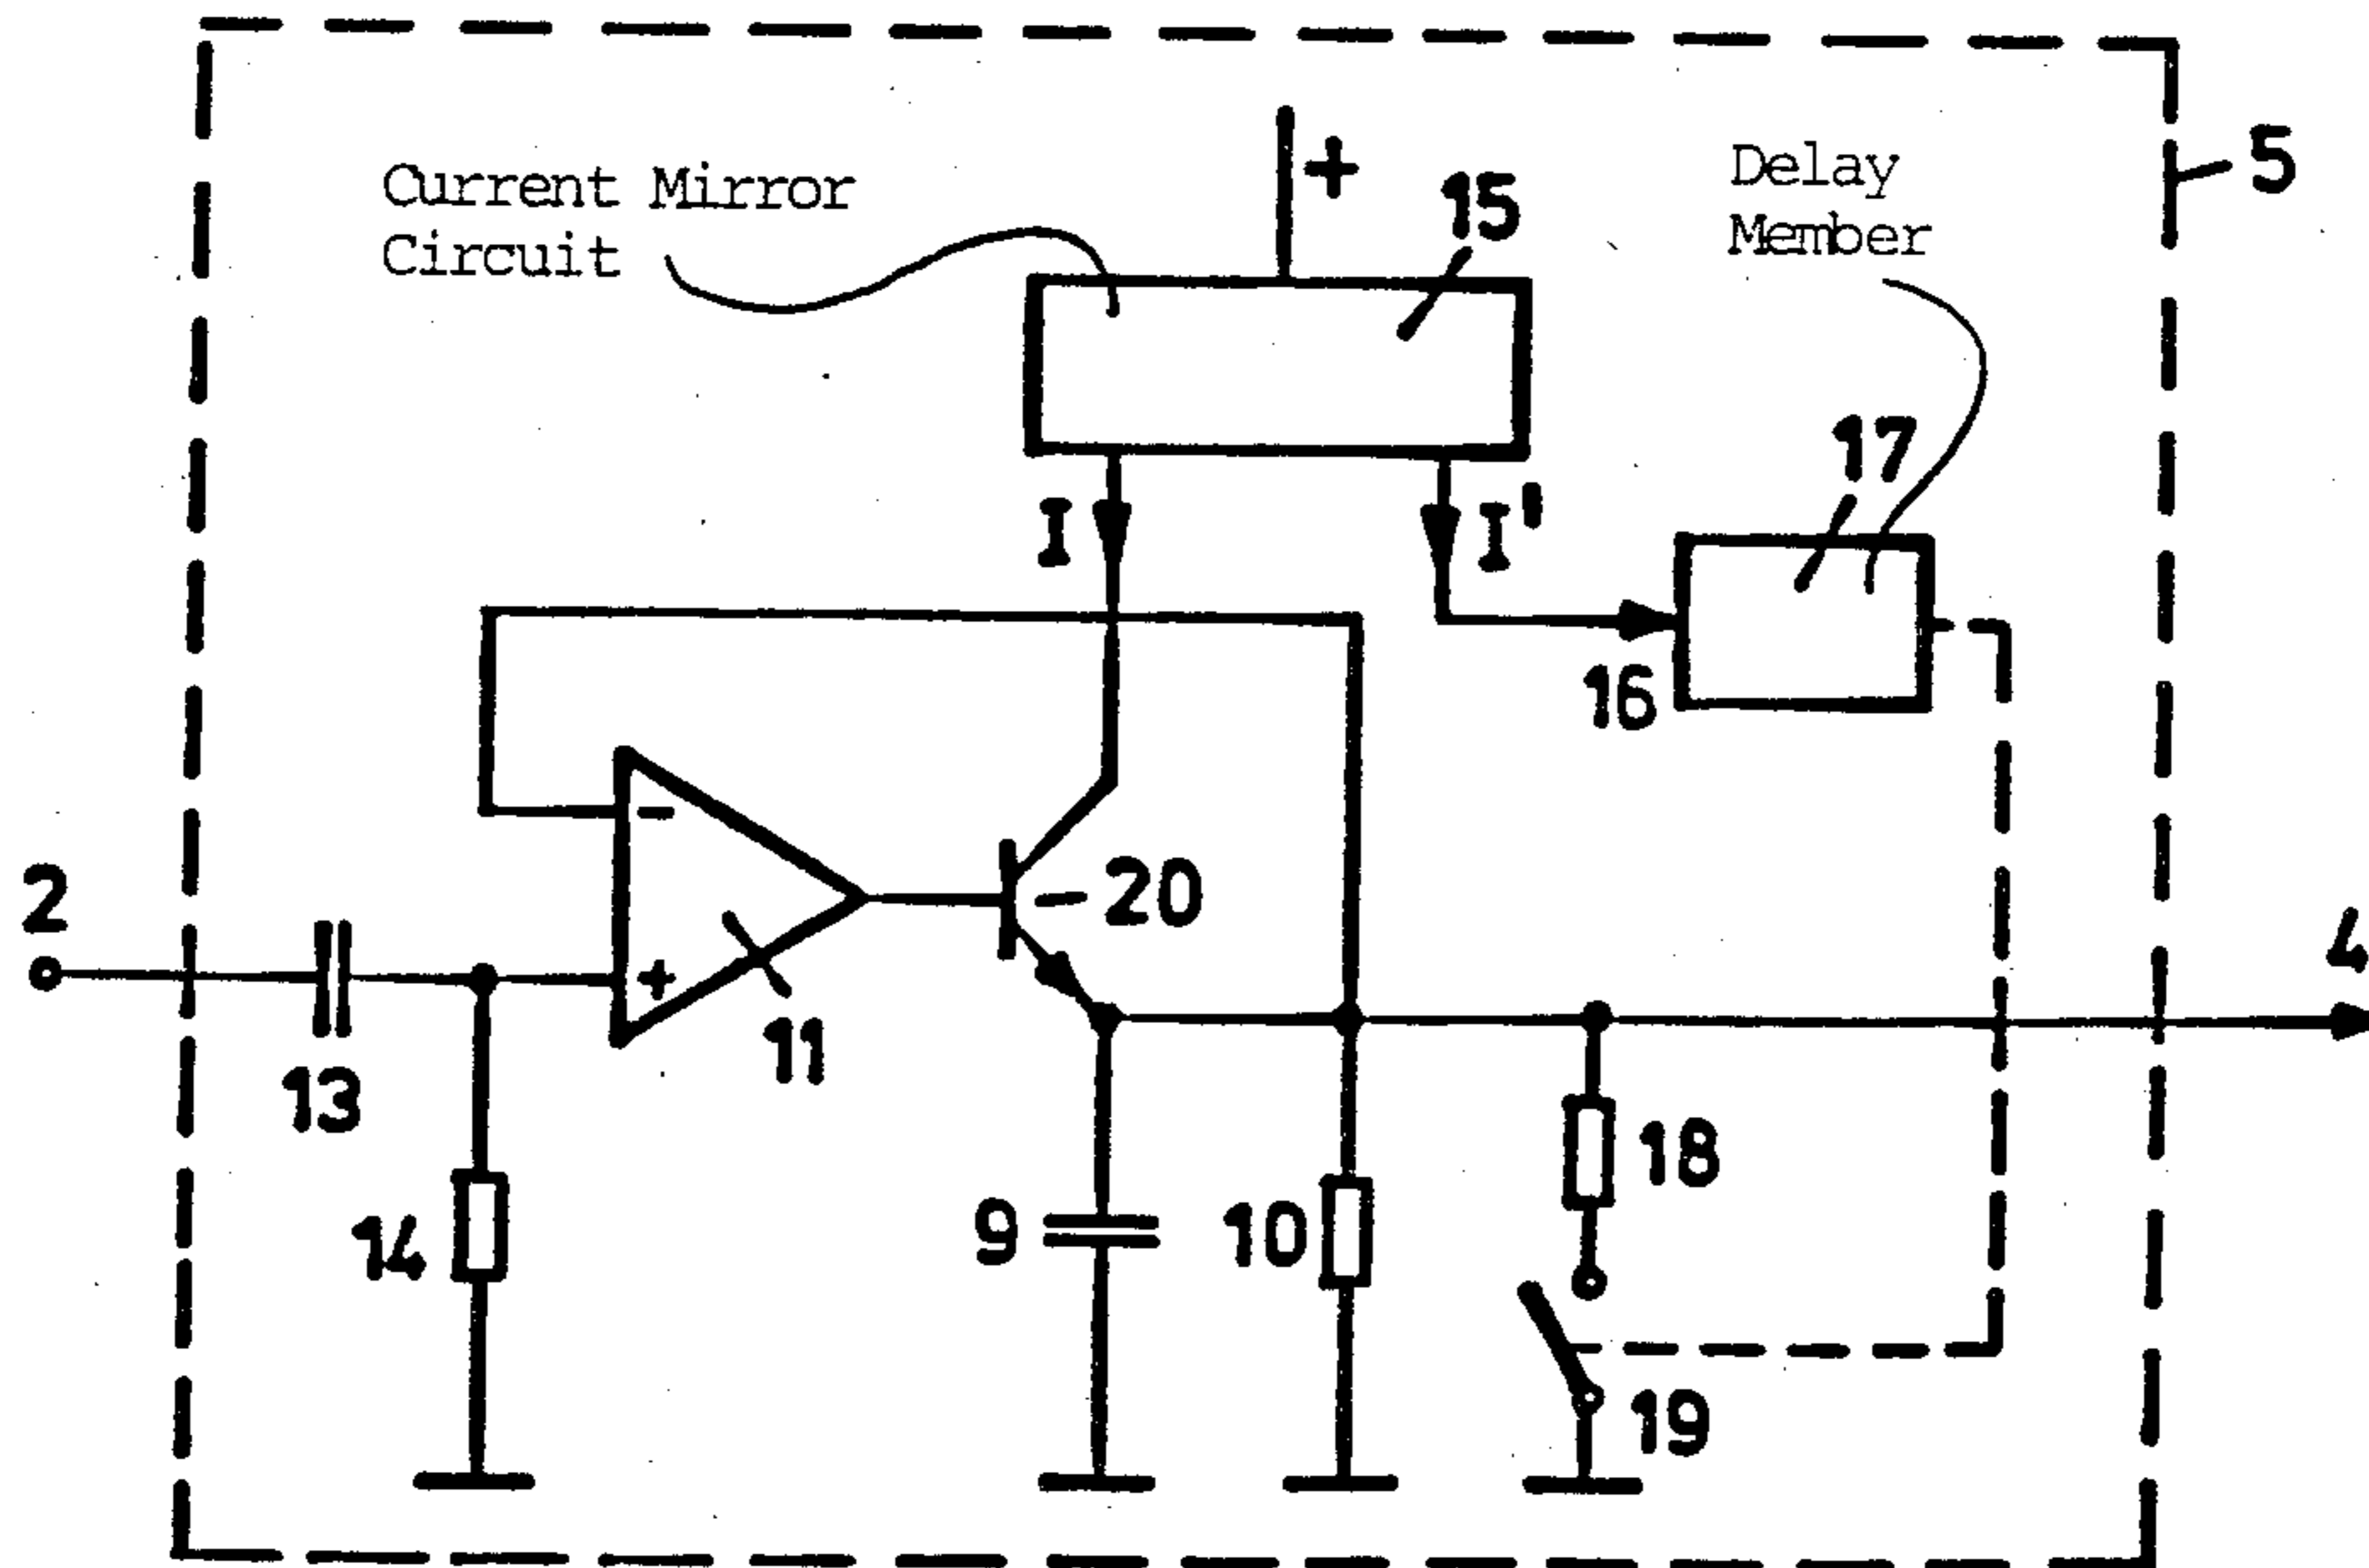 Current Mirror
Circuit
+
15
Delay
Member
5
I
I'
17
16
-
20
2
+
11
13
4
14
9
10
18
19